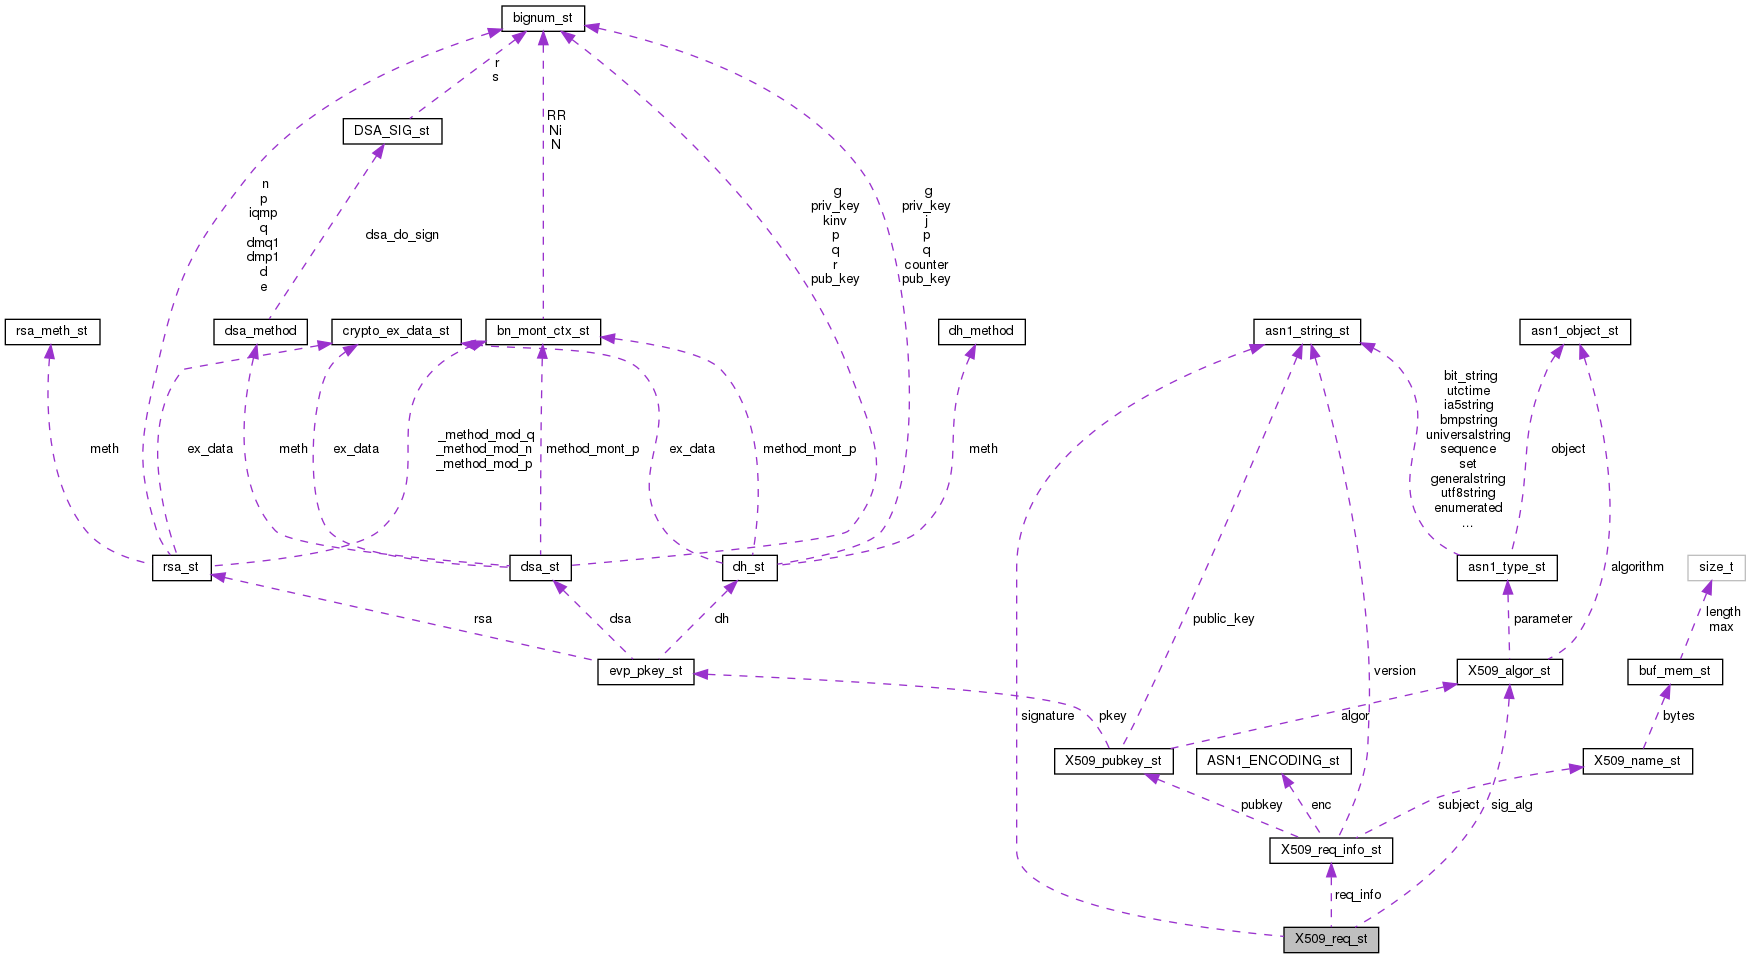 bignum_st
r
s
RR
Ni
N
DSA_SIG_st
n
p
iqmp
q
dmq1
dmp1
d
e
dsa_do_sign
g
priv_key
kinv
p
q
r
pub_key
g
priv_key
j
p
q
counter
pub_key
rsa_meth_st
dsa_method
crypto_ex_data_st
bn_mont_ctx_st
dh_method
asn1_string_st
asn1_object_st
bit_string
utctime
ia5string
bmpstring
universalstring
sequence
set
generalstring
utf8string
enumerated
...
meth
ex_data
meth
ex_data
_method_mod_q
_method_mod_n
_method_mod_p
method_mont_p
ex_data
method_mont_p
meth
object
rsa_st
dsa_st
dh_st
asn1_type_st
algorithm
size_t
rsa
dsa
dh
public_key
parameter
length
max
evp_pkey_st
version
X509_algor_st
buf_mem_st
signature
pkey
algor
bytes
X509_pubkey_st
ASN1_ENCODING_st
X509_name_st
pubkey
enc
subject
sig_alg
X509_req_info_st
req_info
X509_req_st